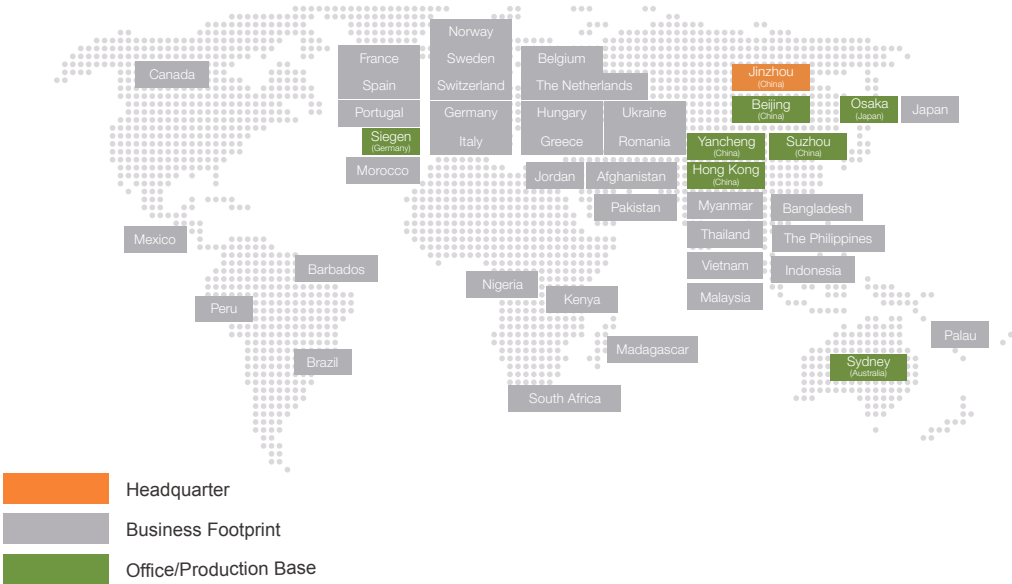 Norway
France
Sweden
Belgium
Canada
Jinzhou
(China)
Spain
Switzerland
The Netherlands
Beijing
(China)
Osaka
(Japan)
Japan
Portugal
Germany
Hungary
Ukraine
Siegen
(Germany)
Italy
Greece
Romania
Yancheng
(China)
Suzhou
(China)
Morocco
Jordan
Afghanistan
Hong Kong
(China)
Pakistan
Myanmar
Bangladesh
Mexico
Thailand
The Philippines
Barbados
Vietnam
Indonesia
Nigeria
Kenya
Malaysia
Peru
Palau
Madagascar
Brazil
Sydney
(Australia)
South Africa
Headquarter
Business Footprint
Office/Production Base